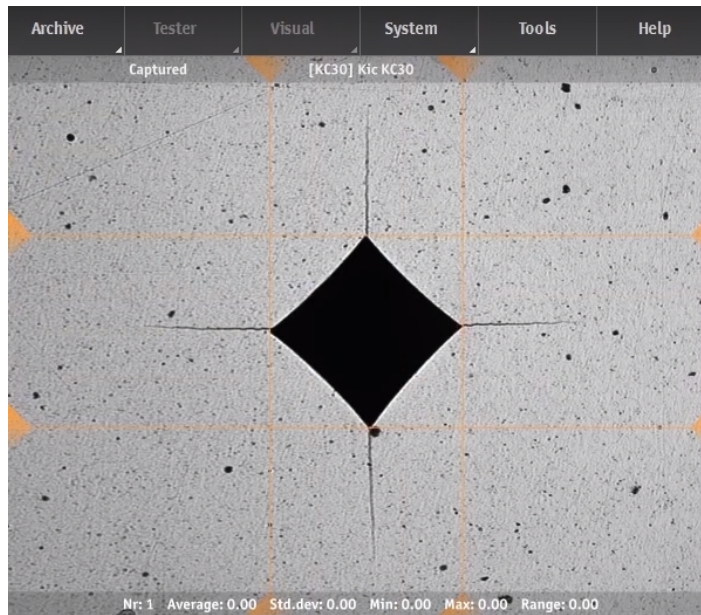 Archive Tester Visual System Tools Help
Captured [KC30] Kic KC30
Nr: 1 Average: 0.00 Std.dev: 0.00 Min: 0.00 Max: 0.00 Range: 0.00